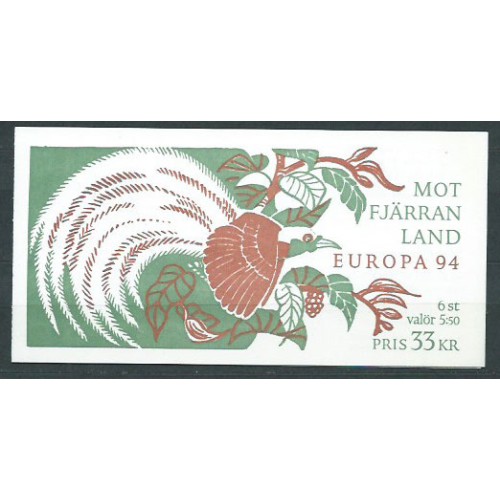 MOT
FJÄRRAN
LAND
EUROPA 94
6 st
valör 5:50
PRIS 33 KR